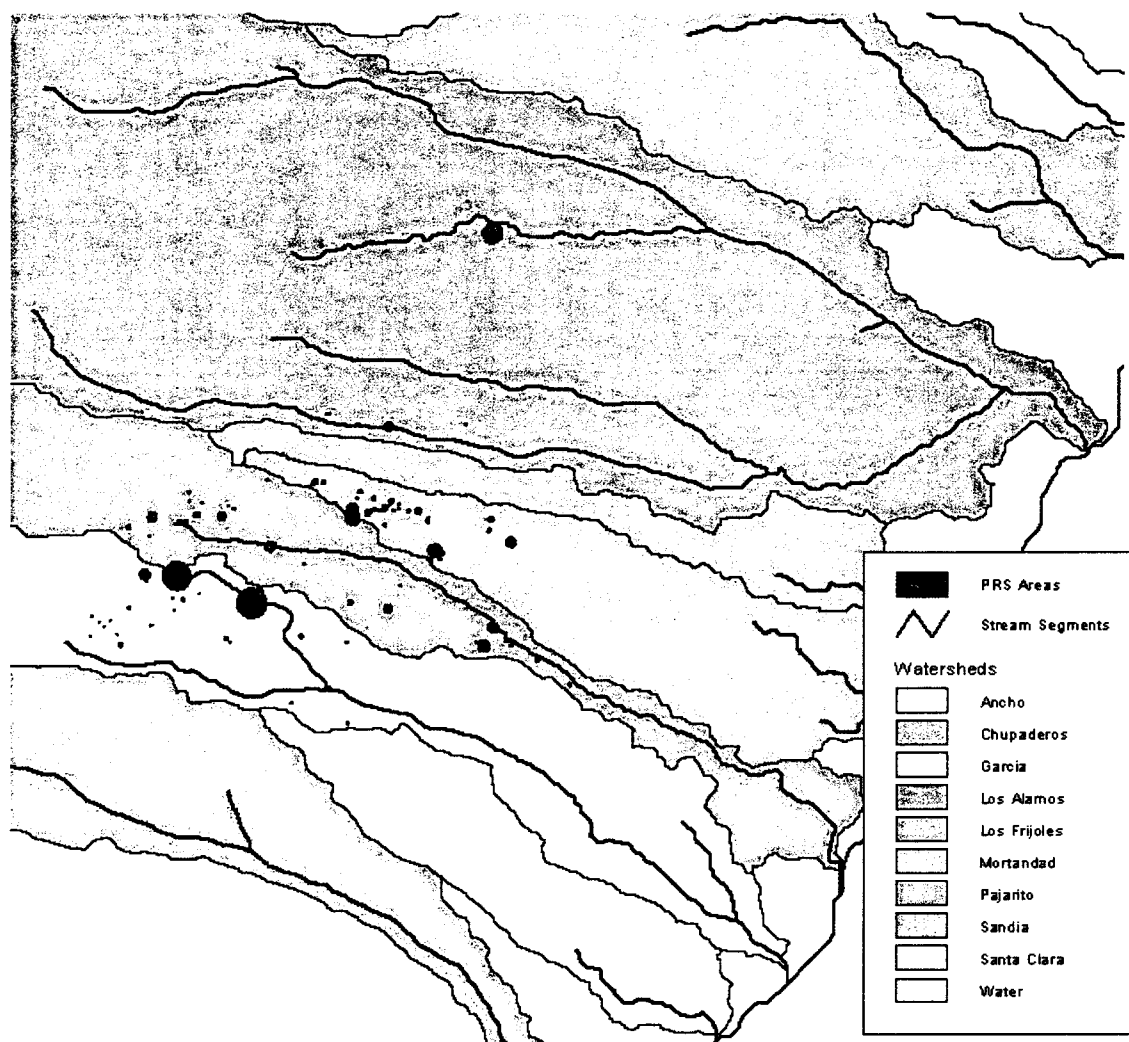 PRS Areas
Stream Segments
Watersheds
Ancho
Chupaderos
Garcia
Los Alamos
Los Frijoles
Mortandad
Pajarito
Sandia
Santa Clara
Water